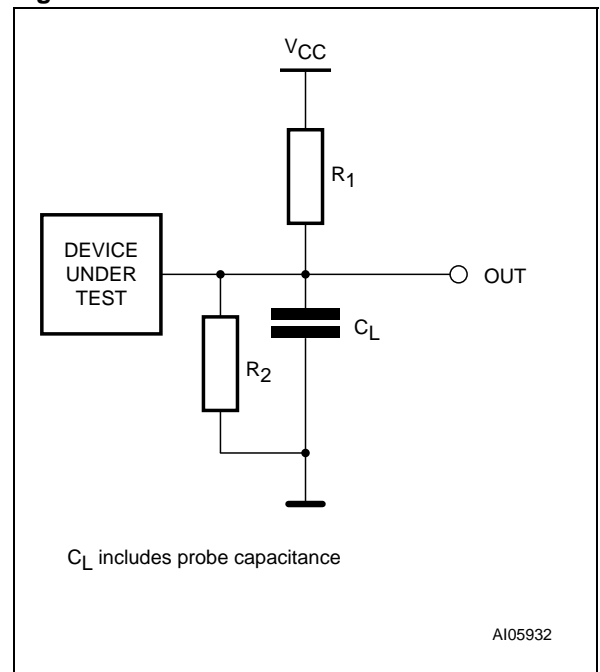 VCC
R1
DEVICE
UNDER
TEST
OUT
CL
R2
CL includes probe capacitance
AI05932